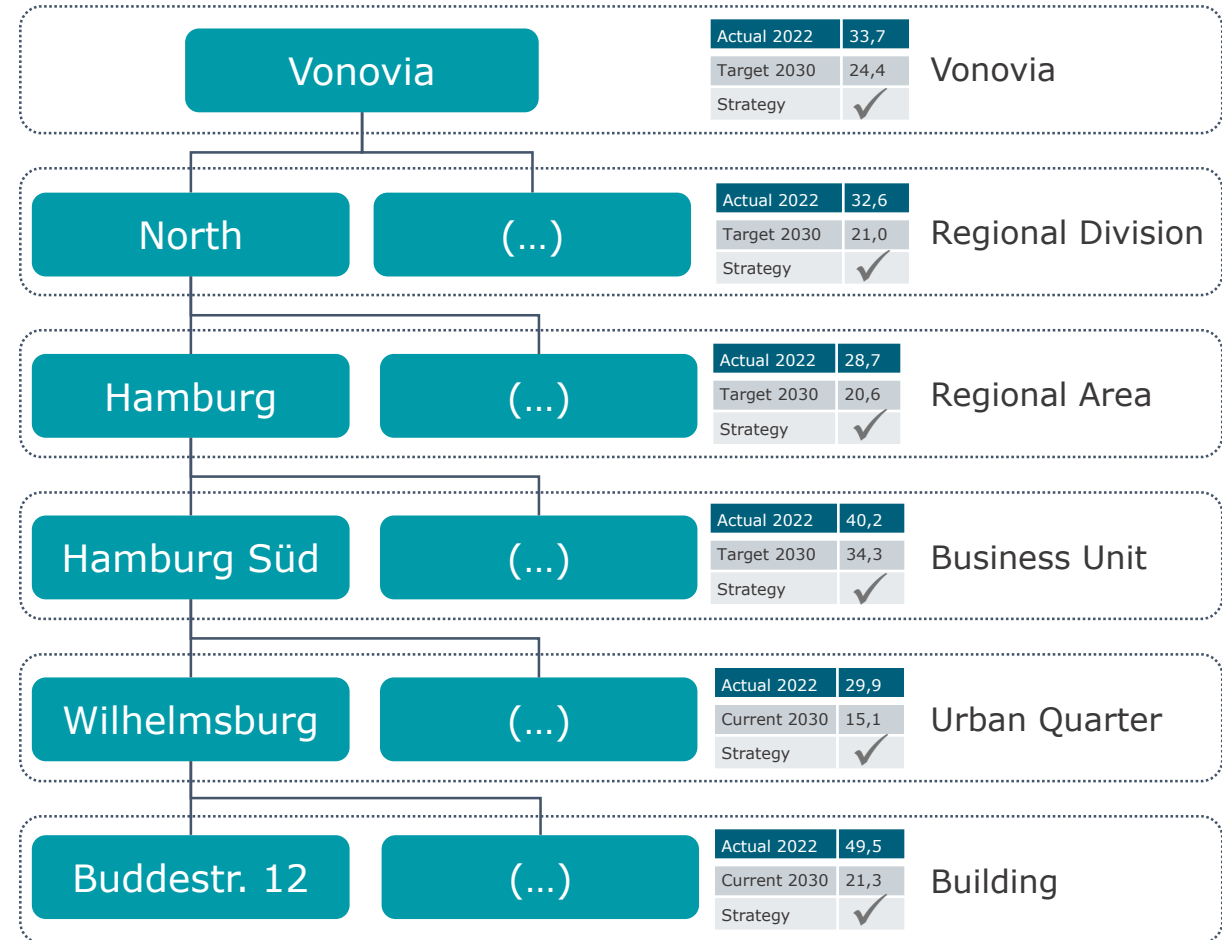 Vonovia
Actual 2022 33,7
Target 2030 24,4
Strategy
Vonovia
North
(...)
Actual 2022 32,6
Target 2030 21,0
Strategy
Regional Division
Hamburg
(...)
Actual 2022 28,7
Target 2030 20,6
Strategy
Regional Area
Hamburg Süd
(...)
Actual 2022 40,2
Target 2030 34,3
Strategy
Business Unit
Wilhelmsburg
(...)
Actual 2022 29,9
Current 2030 15,1
Strategy
Urban Quarter
Buddestr. 12
(...)
Actual 2022 49,5
Current 2030 21,3
Strategy
Building